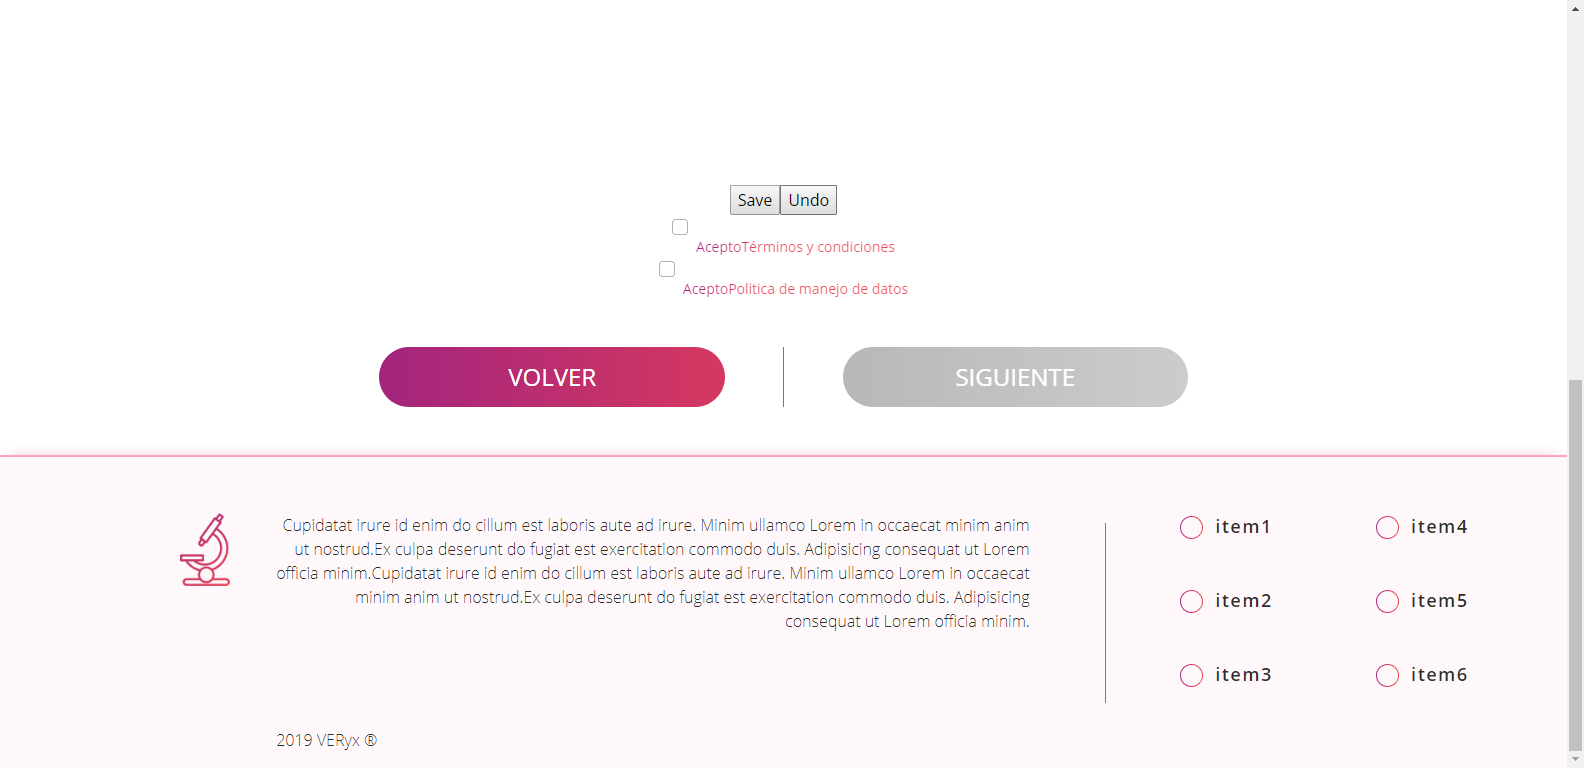 Save Undo
AceptoTérminos y condiciones
AceptoPolitica de manejo de datos
VOLVER
SIGUIENTE
Cupidatat irure id enim do cillum est laboris aute ad irure. Minim ullamco Lorem in occaecat minim anim
ut nostrud.Ex culpa deserunt do fugiat est exercitation commodo duis. Adipisicing consequat ut Lorem
officia minim.Cupidatat irure id enim do cillum est laboris aute ad irure. Minim ullamco Lorem in occaecat
minim anim ut nostrud.Ex culpa deserunt do fugiat est exercitation commodo duis. Adipisicing
consequat ut Lorem officia minim.
item1
item2
item3
item4
item5
item6
2019 VERyx ®